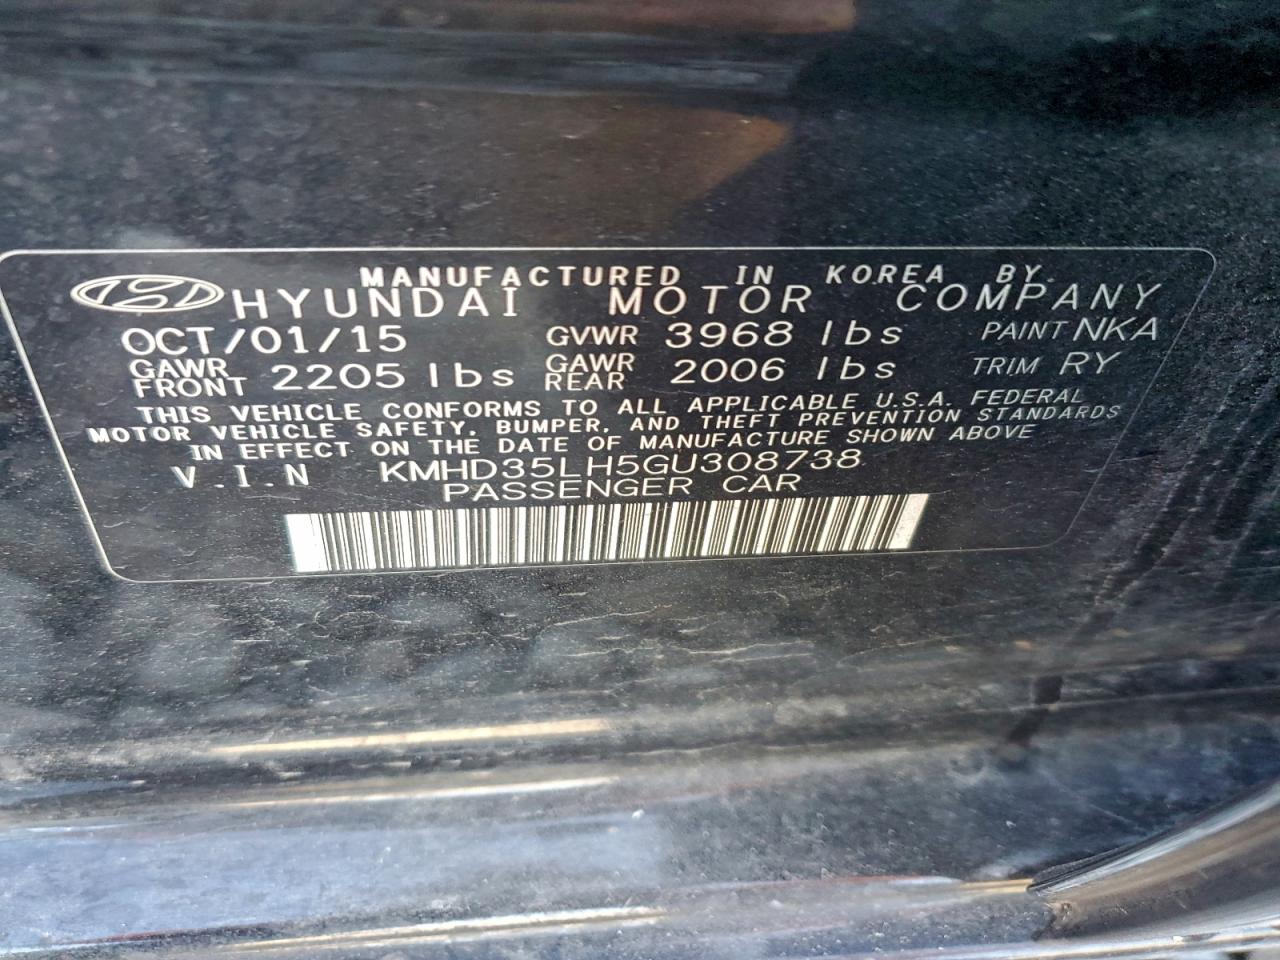 MANUFACTURED IN KOREA BY.
HYUNDAI MOTOR COMPANY
OCT/01/15 GVWR 3968 lbs PAINT NKA
GAWR FRONT 2205 lbs GAWR REAR 2006 lbs TRIM RY
THIS VEHICLE CONFORMS TO ALL APPLICABLE U.S.A. FEDERAL
MOTOR VEHICLE SAFETY, BUMPER, AND THEFT PREVENTION STANDARDS
IN EFFECT ON THE DATE OF MANUFACTURE SHOWN ABOVE
V.I.N KMHD35LH5GU308738
PASSENGER CAR